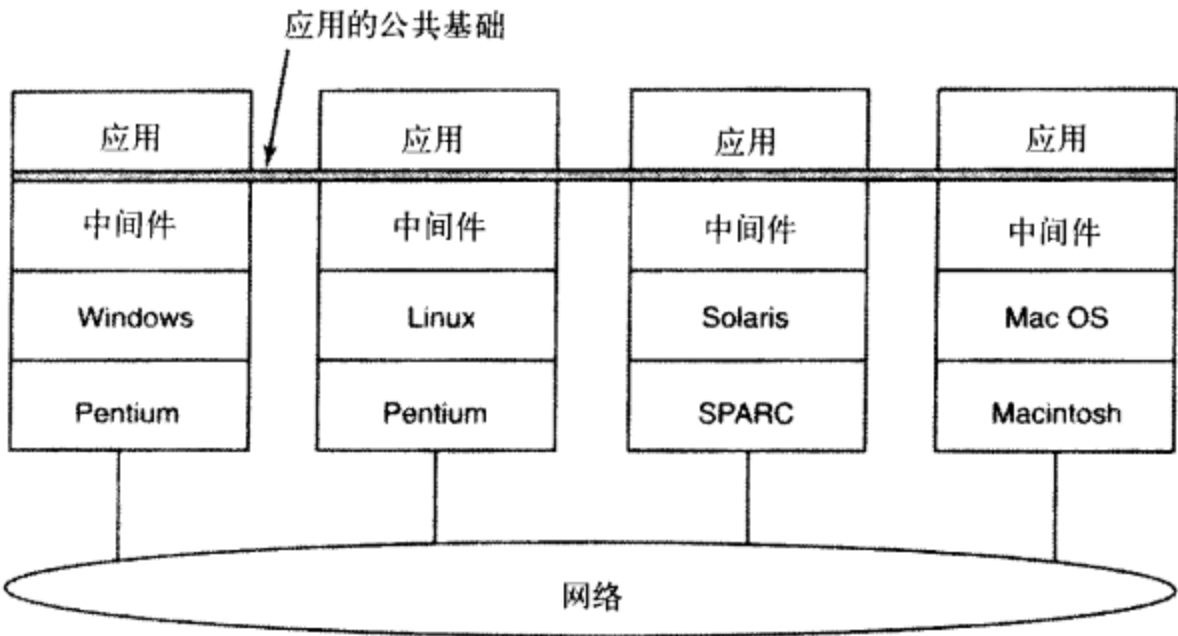 应用的公共基础
应用 应用 应用 应用
中间件 中间件 中间件 中间件
Windows Linux Solaris Mac OS
Pentium Pentium SPARC Macintosh
网络